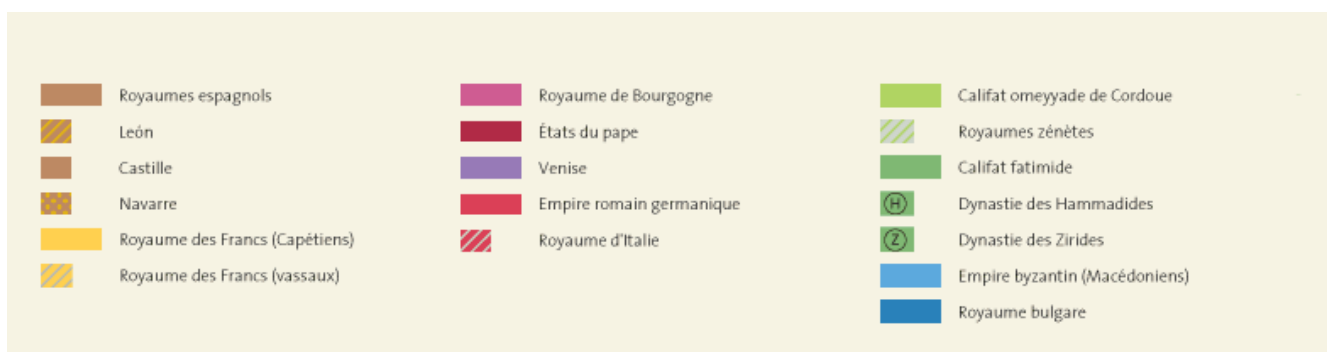 Royaumes espagnols
León
Castille
Navarre
Royaume des Francs (Capétiens)
Royaume des Francs (vassaux)
Royaume de Bourgogne
États du pape
Venise
Empire romain germanique
Royaume d'Italie
Califat omeyyade de Cordoue
Royaumes zénètes
Califat fatimide
H Dynastie des Hammadides
Z Dynastie des Zirides
Empire byzantin (Macédoniens)
Royaume bulgare